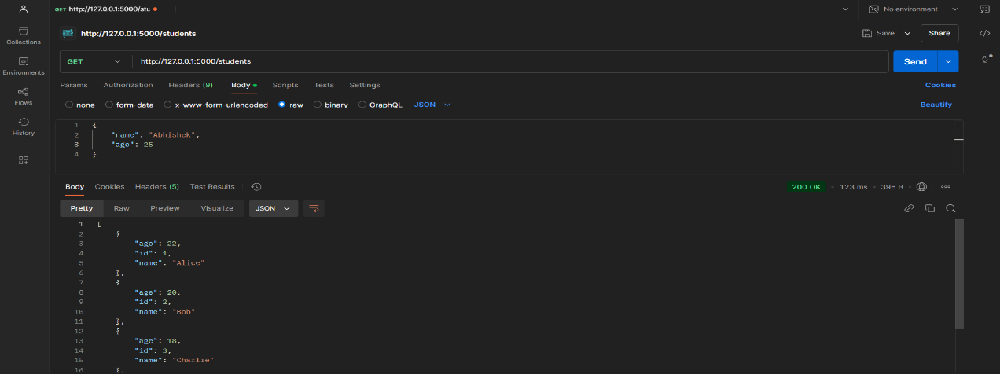 GET http://127.0.0.1:5000/stu
No environment
http://127.0.0.1:5000/students
Save
Share
Collections
Environments
Flows
History
GET http://127.0.0.1:5000/students
Send
Params Authorization Headers (9) Body Scripts Tests Settings
Cookies
none form-data x-www-form-urlencoded raw binary GraphQL JSON
Beautify
1 {
2 "name": "Abhishek",
3 "age": 25
4 }
Body Cookies Headers (5) Test Results
200 OK 123 ms 396 B
Pretty Raw Preview Visualize JSON
1 [
2 {
3 "age": 22,
4 "id": 1,
5 "name": "Alice"
6 },
7 {
8 "age": 20,
9 "id": 2,
10 "name": "Bob"
11 },
12 {
13 "age": 18,
14 "id": 3,
15 "name": "Charlie"
16 },